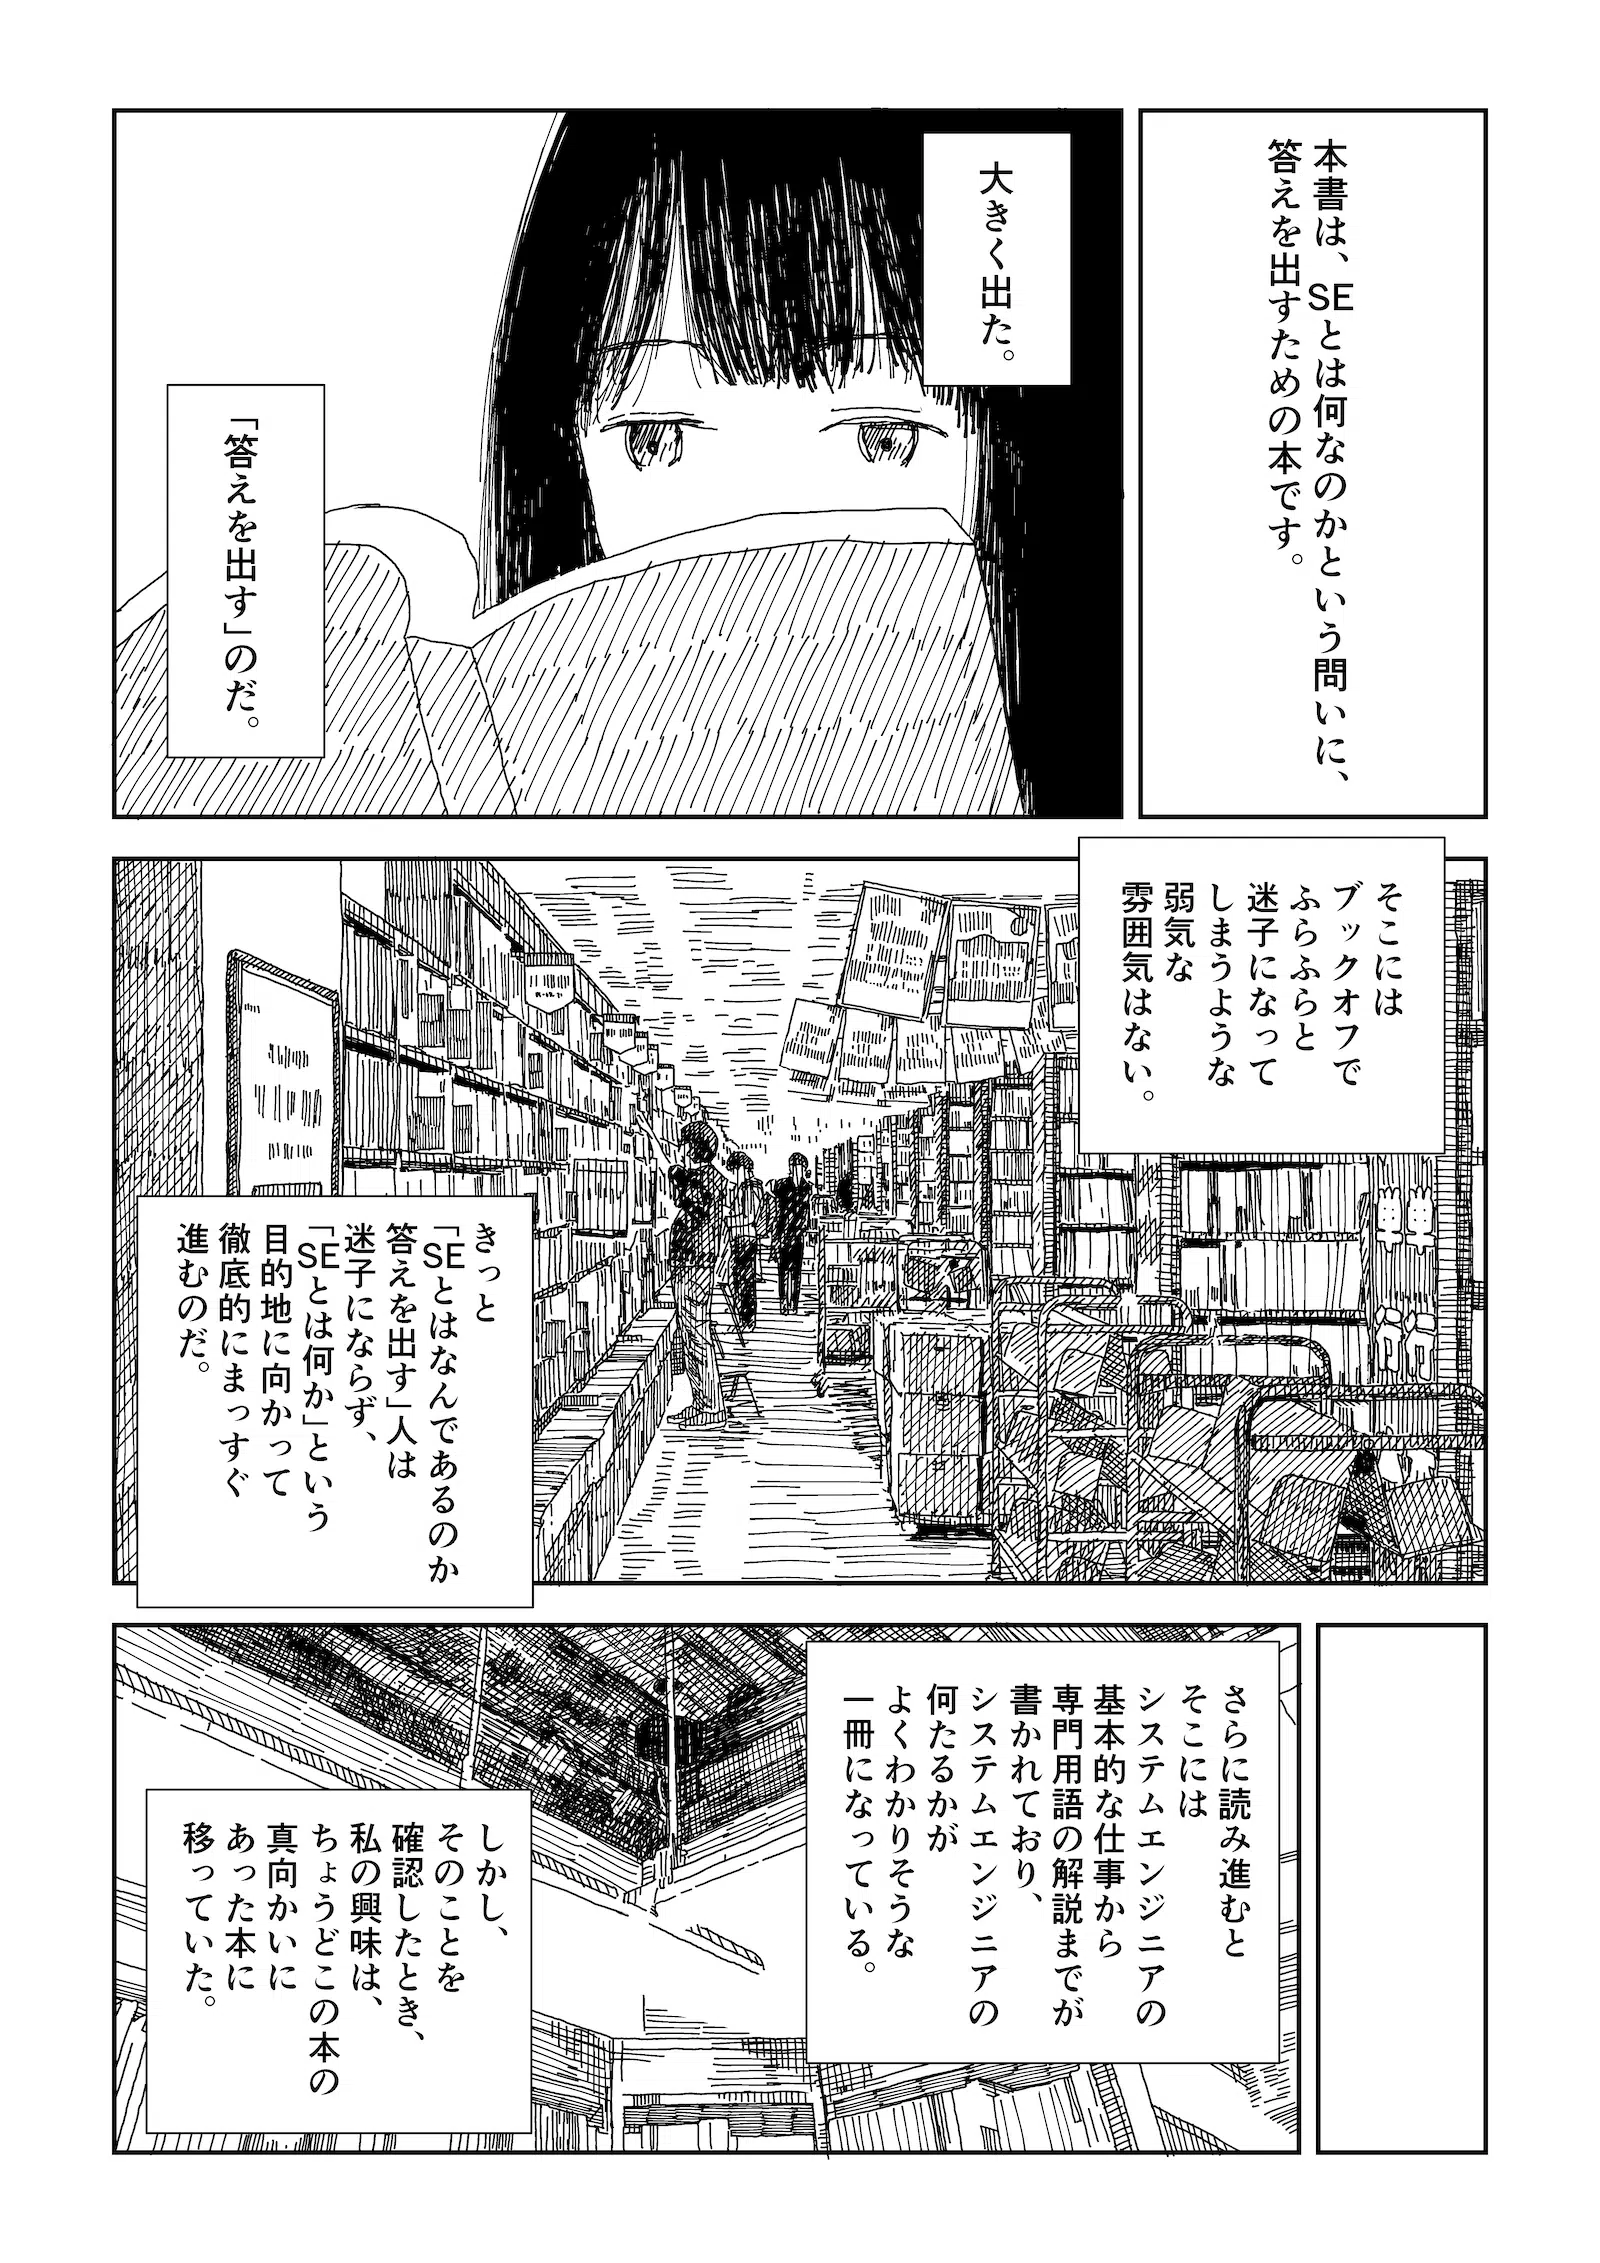 本書は、SEとは何なのかという問いに、
答えを出すための本です。
大きく出た。
「答えを出す」のだ。
そこには
ブックオフで
ふらふらと
迷子になって
しまうような
弱気な
雰囲気はない。
きっと
「SEとはなんであるのか
答えを出す」人は
迷子にならず、
「SEとは何か」という
目的地に向かって
徹底的にまっすぐ
進むのだ。
さらに読み進むと
そこには
システムエンジニアの
基本的な仕事から
専門用語の解説までが
書かれており、
システムエンジニアの
何たるかが
よくわかりそうな
一冊になっている。
しかし、
そのことを
確認したとき、
私の興味は、
ちょうどこの本の
真向かいに
あった本に
移っていた。